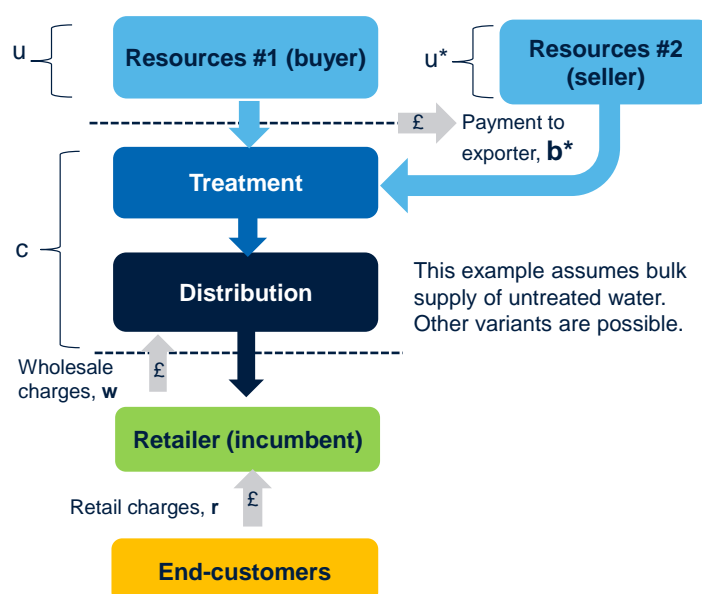 u
Resources #1 (buyer)
u*
Resources #2
(seller)
£
Payment to
exporter, b*
Treatment
c
Distribution
This example assumes bulk
supply of untreated water.
Other variants are possible.
Wholesale
charges, w
£
Retailer (incumbent)
Retail charges, r
£
End-customers